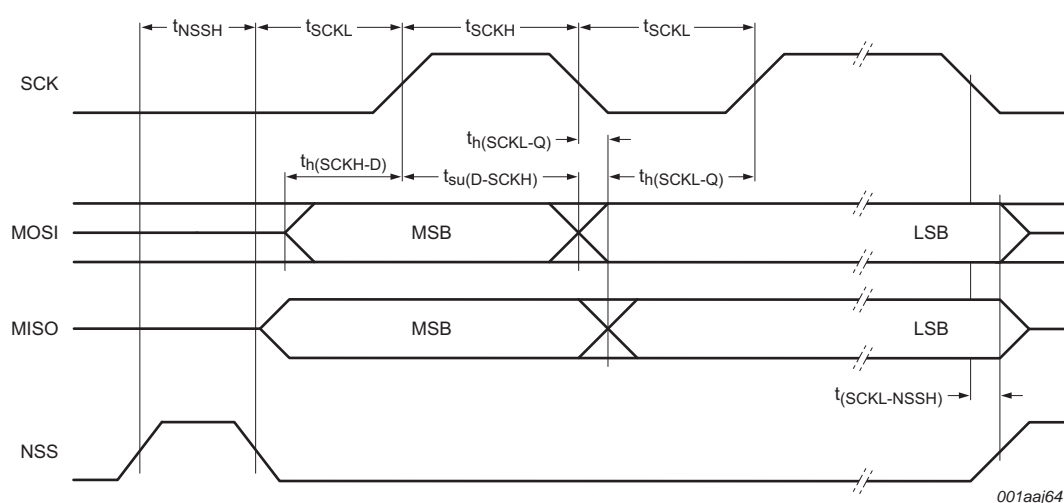 tNSSH tSCKL tSCKH tSCKL
SCK
th(SCKL-Q)
th(SCKH-D) tsu(D-SCKH) th(SCKL-Q)
MOSI MSB LSB
MISO MSB LSB
t(SCKL-NSSH)
NSS
001aaj64